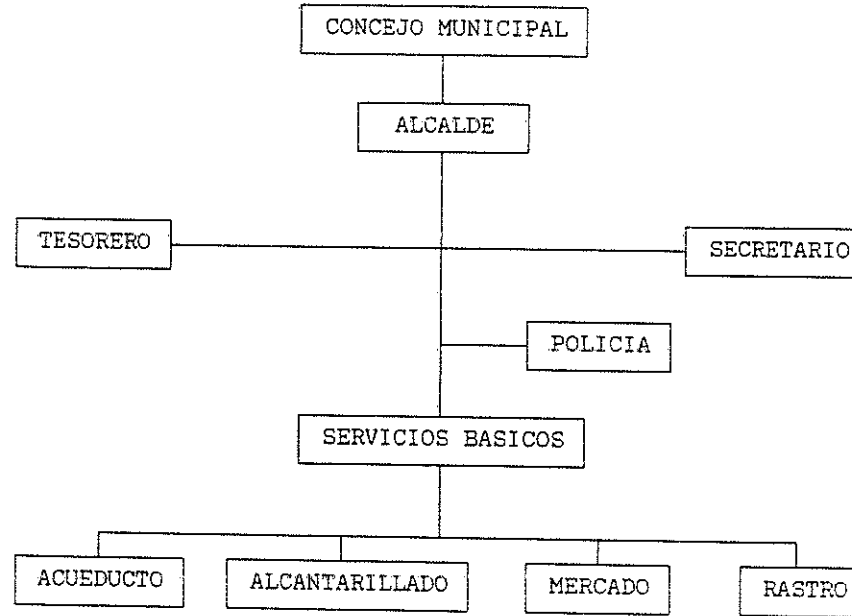 CONCEJO MUNICIPAL
ALCALDE
TESORERO
SECRETARIO
POLICIA
SERVICIOS BASICOS
ACUEDUCTO
ALCANTARILLADO
MERCADO
RASTRO